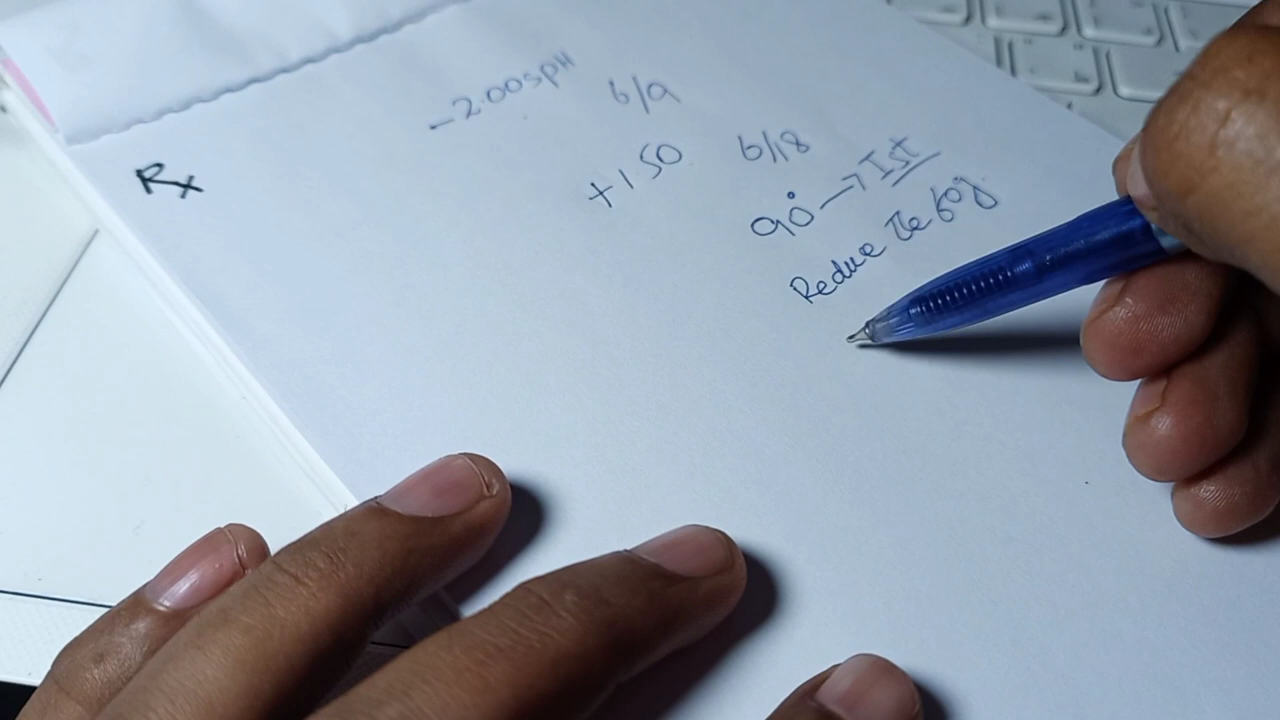 -2.00SPH 6/9
Rx
+1.50 6/18
90° → Ist
Reduce the fog